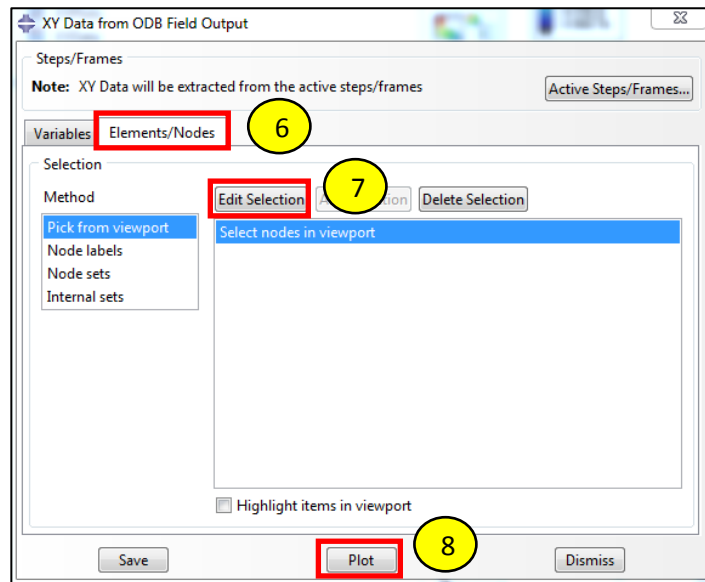 XY Data from ODB Field Output
Steps/Frames
Note: XY Data will be extracted from the active steps/frames
Active Steps/Frames...
Variables Elements/Nodes 6
Selection
Method
Edit Selection 7 Delete Selection
Pick from viewport
Node labels
Node sets
Internal sets
Select nodes in viewport
Highlight items in viewport
Save Plot 8 Dismiss